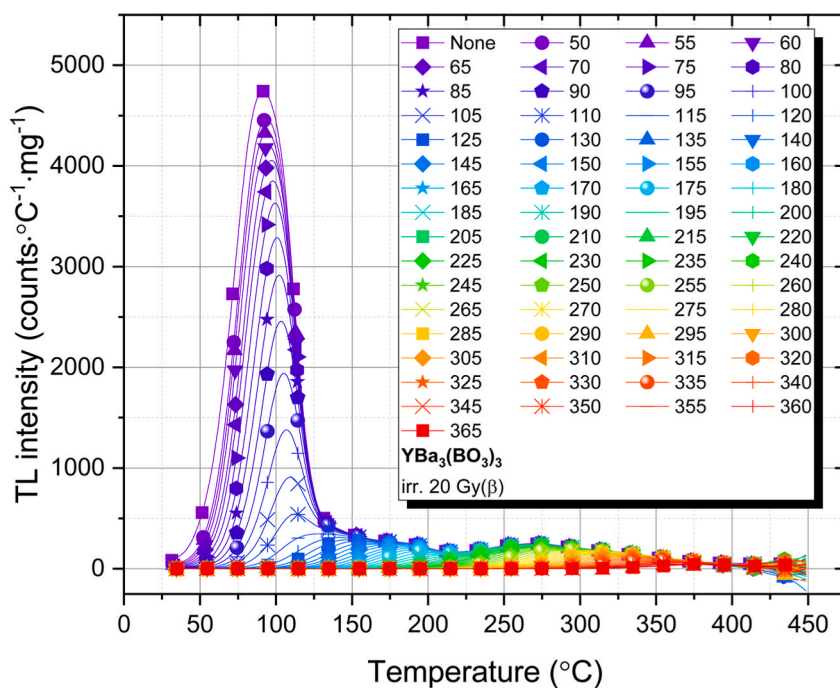 TL intensity (counts·°C⁻¹·mg⁻¹)
5000
4000
3000
2000
1000
0
None 50 55 60
65 70 75 80
85 90 95 100
105 110 115 120
125 130 135 140
145 150 155 160
165 170 175 180
185 190 195 200
205 210 215 220
225 230 235 240
245 250 255 260
265 270 275 280
285 290 295 300
305 310 315 320
325 330 335 340
345 350 355 360
365
YBa₃(BO₃)₃
irr. 20 Gy(β)
0 50 100 150 200 250 300 350 400 450
Temperature (°C)